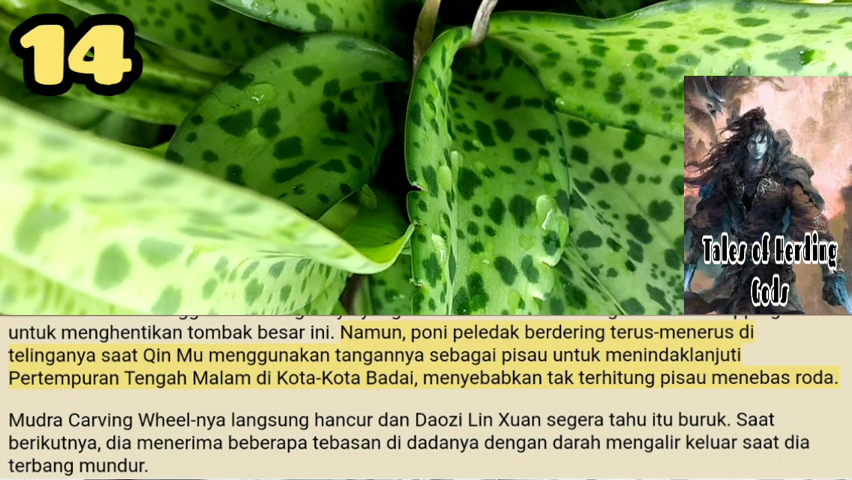 14
Tales of Herding
Gods
untuk menghentikan tombak besar ini. Namun, poni peledak berdering terus-menerus di
telinganya saat Qin Mu menggunakan tangannya sebagai pisau untuk menindaklanjuti
Pertempuran Tengah Malam di Kota-Kota Badai, menyebabkan tak terhitung pisau menebas roda.
Mudra Carving Wheel-nya langsung hancur dan Daozi Lin Xuan segera tahu itu buruk. Saat
berikutnya, dia menerima beberapa tebasan di dadanya dengan darah mengalir keluar saat dia
terbang mundur.